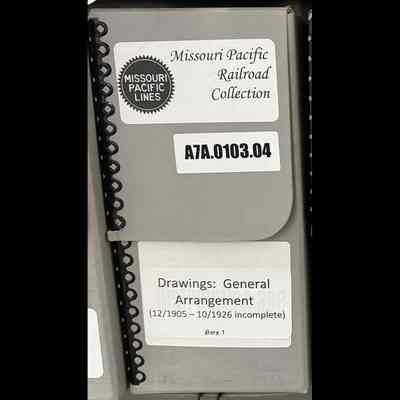 Missouri Pacific
Railroad
Collection
MISSOURI
PACIFIC
LINES
A7A.0103.04
Drawings: General
Arrangement
(12/1905 – 10/1926 incomplete)
Box 1